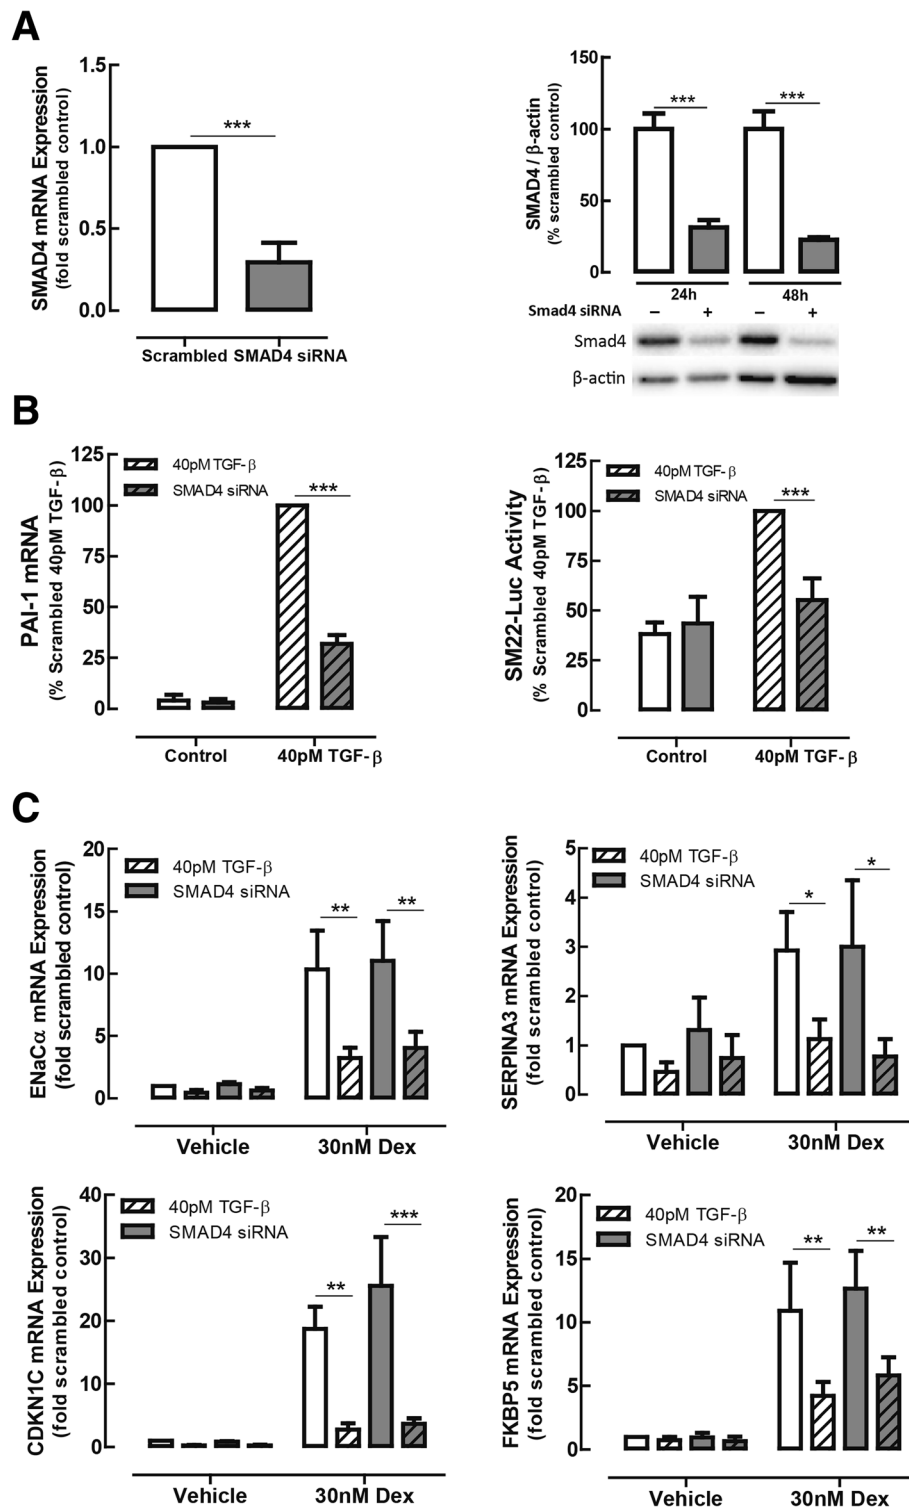 A
SMAD4 mRNA Expression
(fold scrambled control)
1.5
1.0
0.5
0.0
***
Scrambled
SMAD4 siRNA
SMAD4 / β-actin
(% scrambled control)
150
100
50
0
***
***
24h
48h
Smad4 siRNA − + − +
Smad4
β-actin
B
PAI-1 mRNA
(% Scrambled 40pM TGF-β)
125
100
75
50
25
0
40pM TGF-β
SMAD4 siRNA
***
Control
40pM TGF-β
SM22-Luc Activity
(% Scrambled 40pM TGF-β)
125
100
75
50
25
0
40pM TGF-β
SMAD4 siRNA
***
Control
40pM TGF-β
C
ENaCα mRNA Expression
(fold scrambled control)
20
15
10
5
0
40pM TGF-β
SMAD4 siRNA
**
**
Vehicle
30nM Dex
SERPINA3 mRNA Expression
(fold scrambled control)
5
4
3
2
1
0
40pM TGF-β
SMAD4 siRNA
*
*
Vehicle
30nM Dex
CDKN1C mRNA Expression
(fold scrambled control)
40
30
20
10
0
40pM TGF-β
SMAD4 siRNA
**
***
Vehicle
30nM Dex
FKBP5 mRNA Expression
(fold scrambled control)
20
15
10
5
0
40pM TGF-β
SMAD4 siRNA
**
**
Vehicle
30nM Dex